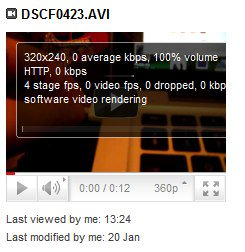 DSCF0423.AVI
320x240, 0 average kbps, 100% volume
HTTP, 0 kbps
4 stage fps, 0 video fps, 0 dropped, 0 kbp
software video rendering
0:00 / 0:12 360p
Last viewed by me: 13:24
Last modified by me: 20 Jan